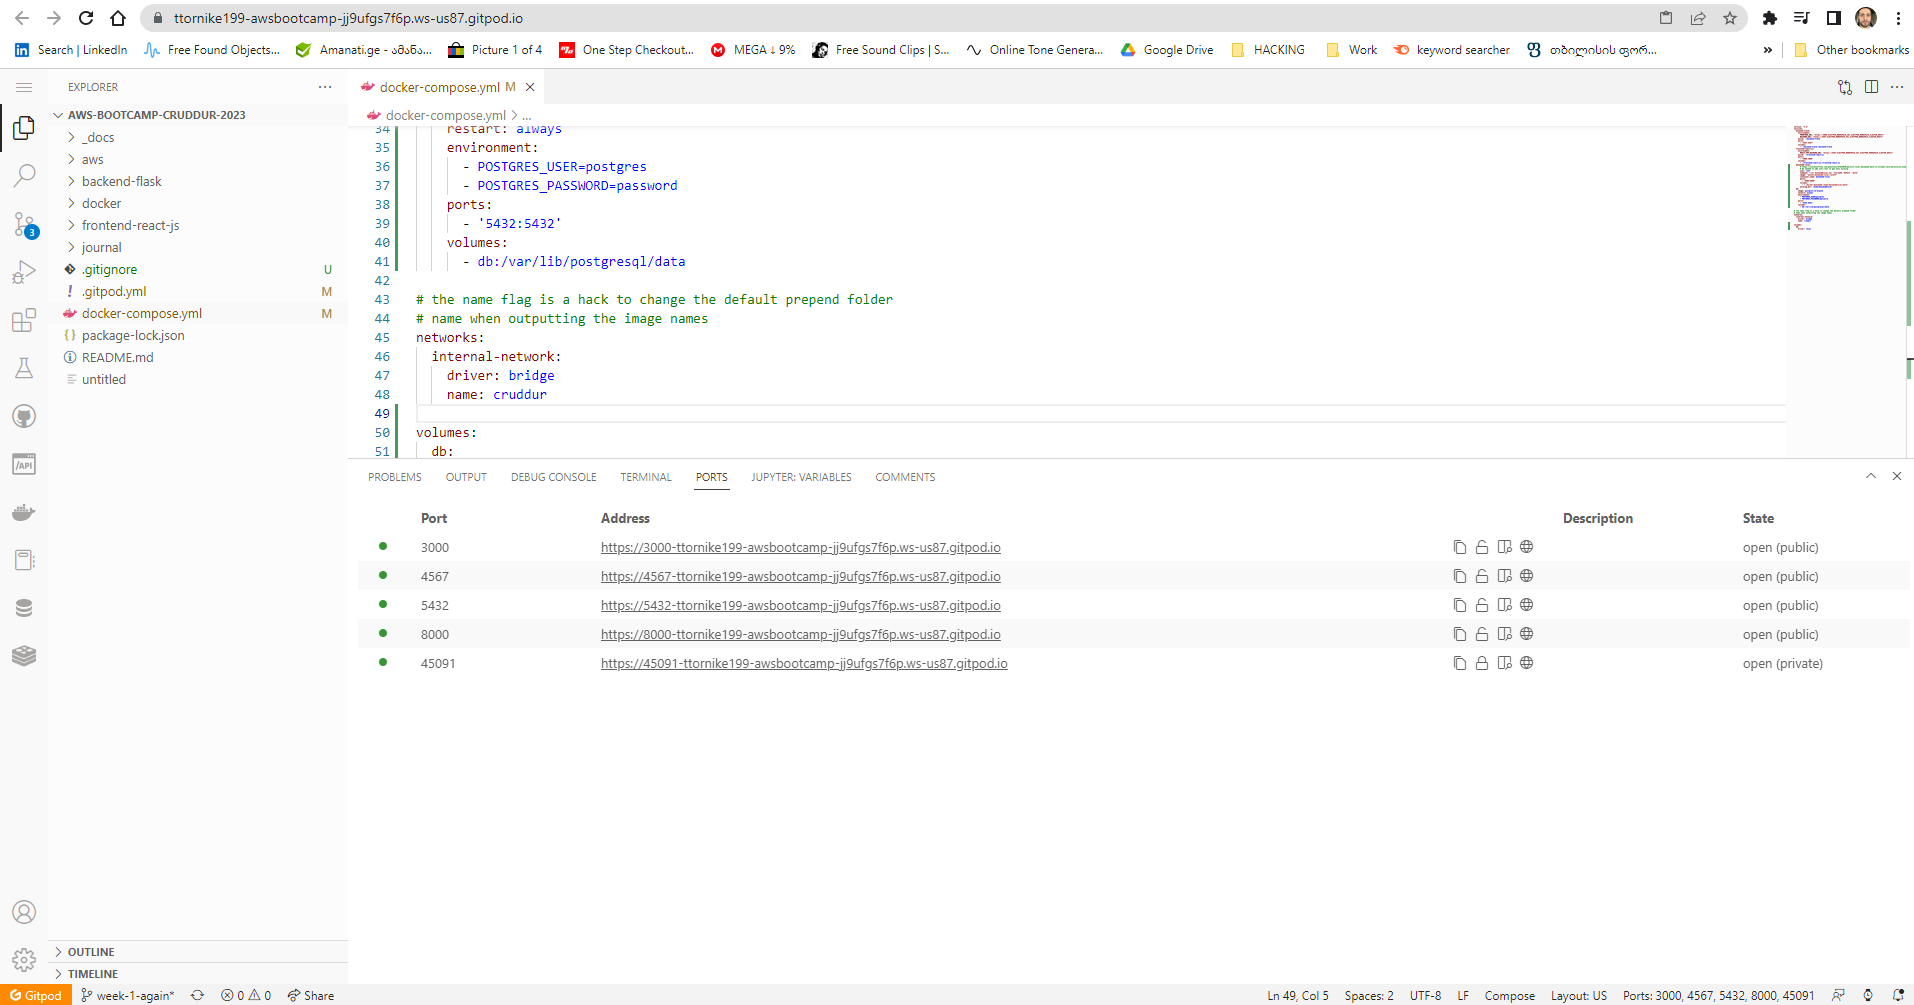 ttornike199-awsbootcamp-jj9ufgs7f6p.ws-us87.gitpod.io
Search | LinkedIn
Free Found Objects...
Amanati.ge - ამანა...
Picture 1 of 4
One Step Checkout...
MEGA ↓ 9%
Free Sound Clips | S...
Online Tone Genera...
Google Drive
HACKING
Work
keyword searcher
თბილისის ფორ...
»
Other bookmarks
EXPLORER
AWS-BOOTCAMP-CRUDDUR-2023
_docs
aws
backend-flask
docker
frontend-react-js
journal
.gitignore U
! .gitpod.yml M
docker-compose.yml M
{} package-lock.json
README.md
untitled
3
/API
OUTLINE
TIMELINE
docker-compose.yml M
docker-compose.yml > ...
34 restart: always
35 environment:
36 - POSTGRES_USER=postgres
37 - POSTGRES_PASSWORD=password
38 ports:
39 - '5432:5432'
40 volumes:
41 - db:/var/lib/postgresql/data
42
43 # the name flag is a hack to change the default prepend folder
44 # name when outputting the image names
45 networks:
46 internal-network:
47 driver: bridge
48 name: cruddur
49
50 volumes:
51 db:
PROBLEMS OUTPUT DEBUG CONSOLE TERMINAL PORTS JUPYTER: VARIABLES COMMENTS
Port Address Description State
3000 https://3000-ttornike199-awsbootcamp-jj9ufgs7f6p.ws-us87.gitpod.io open (public)
4567 https://4567-ttornike199-awsbootcamp-jj9ufgs7f6p.ws-us87.gitpod.io open (public)
5432 https://5432-ttornike199-awsbootcamp-jj9ufgs7f6p.ws-us87.gitpod.io open (public)
8000 https://8000-ttornike199-awsbootcamp-jj9ufgs7f6p.ws-us87.gitpod.io open (public)
45091 https://45091-ttornike199-awsbootcamp-jj9ufgs7f6p.ws-us87.gitpod.io open (private)
Gitpod week-1-again* 0 0 Share Ln 49, Col 5 Spaces: 2 UTF-8 LF Compose Layout: US Ports: 3000, 4567, 5432, 8000, 45091